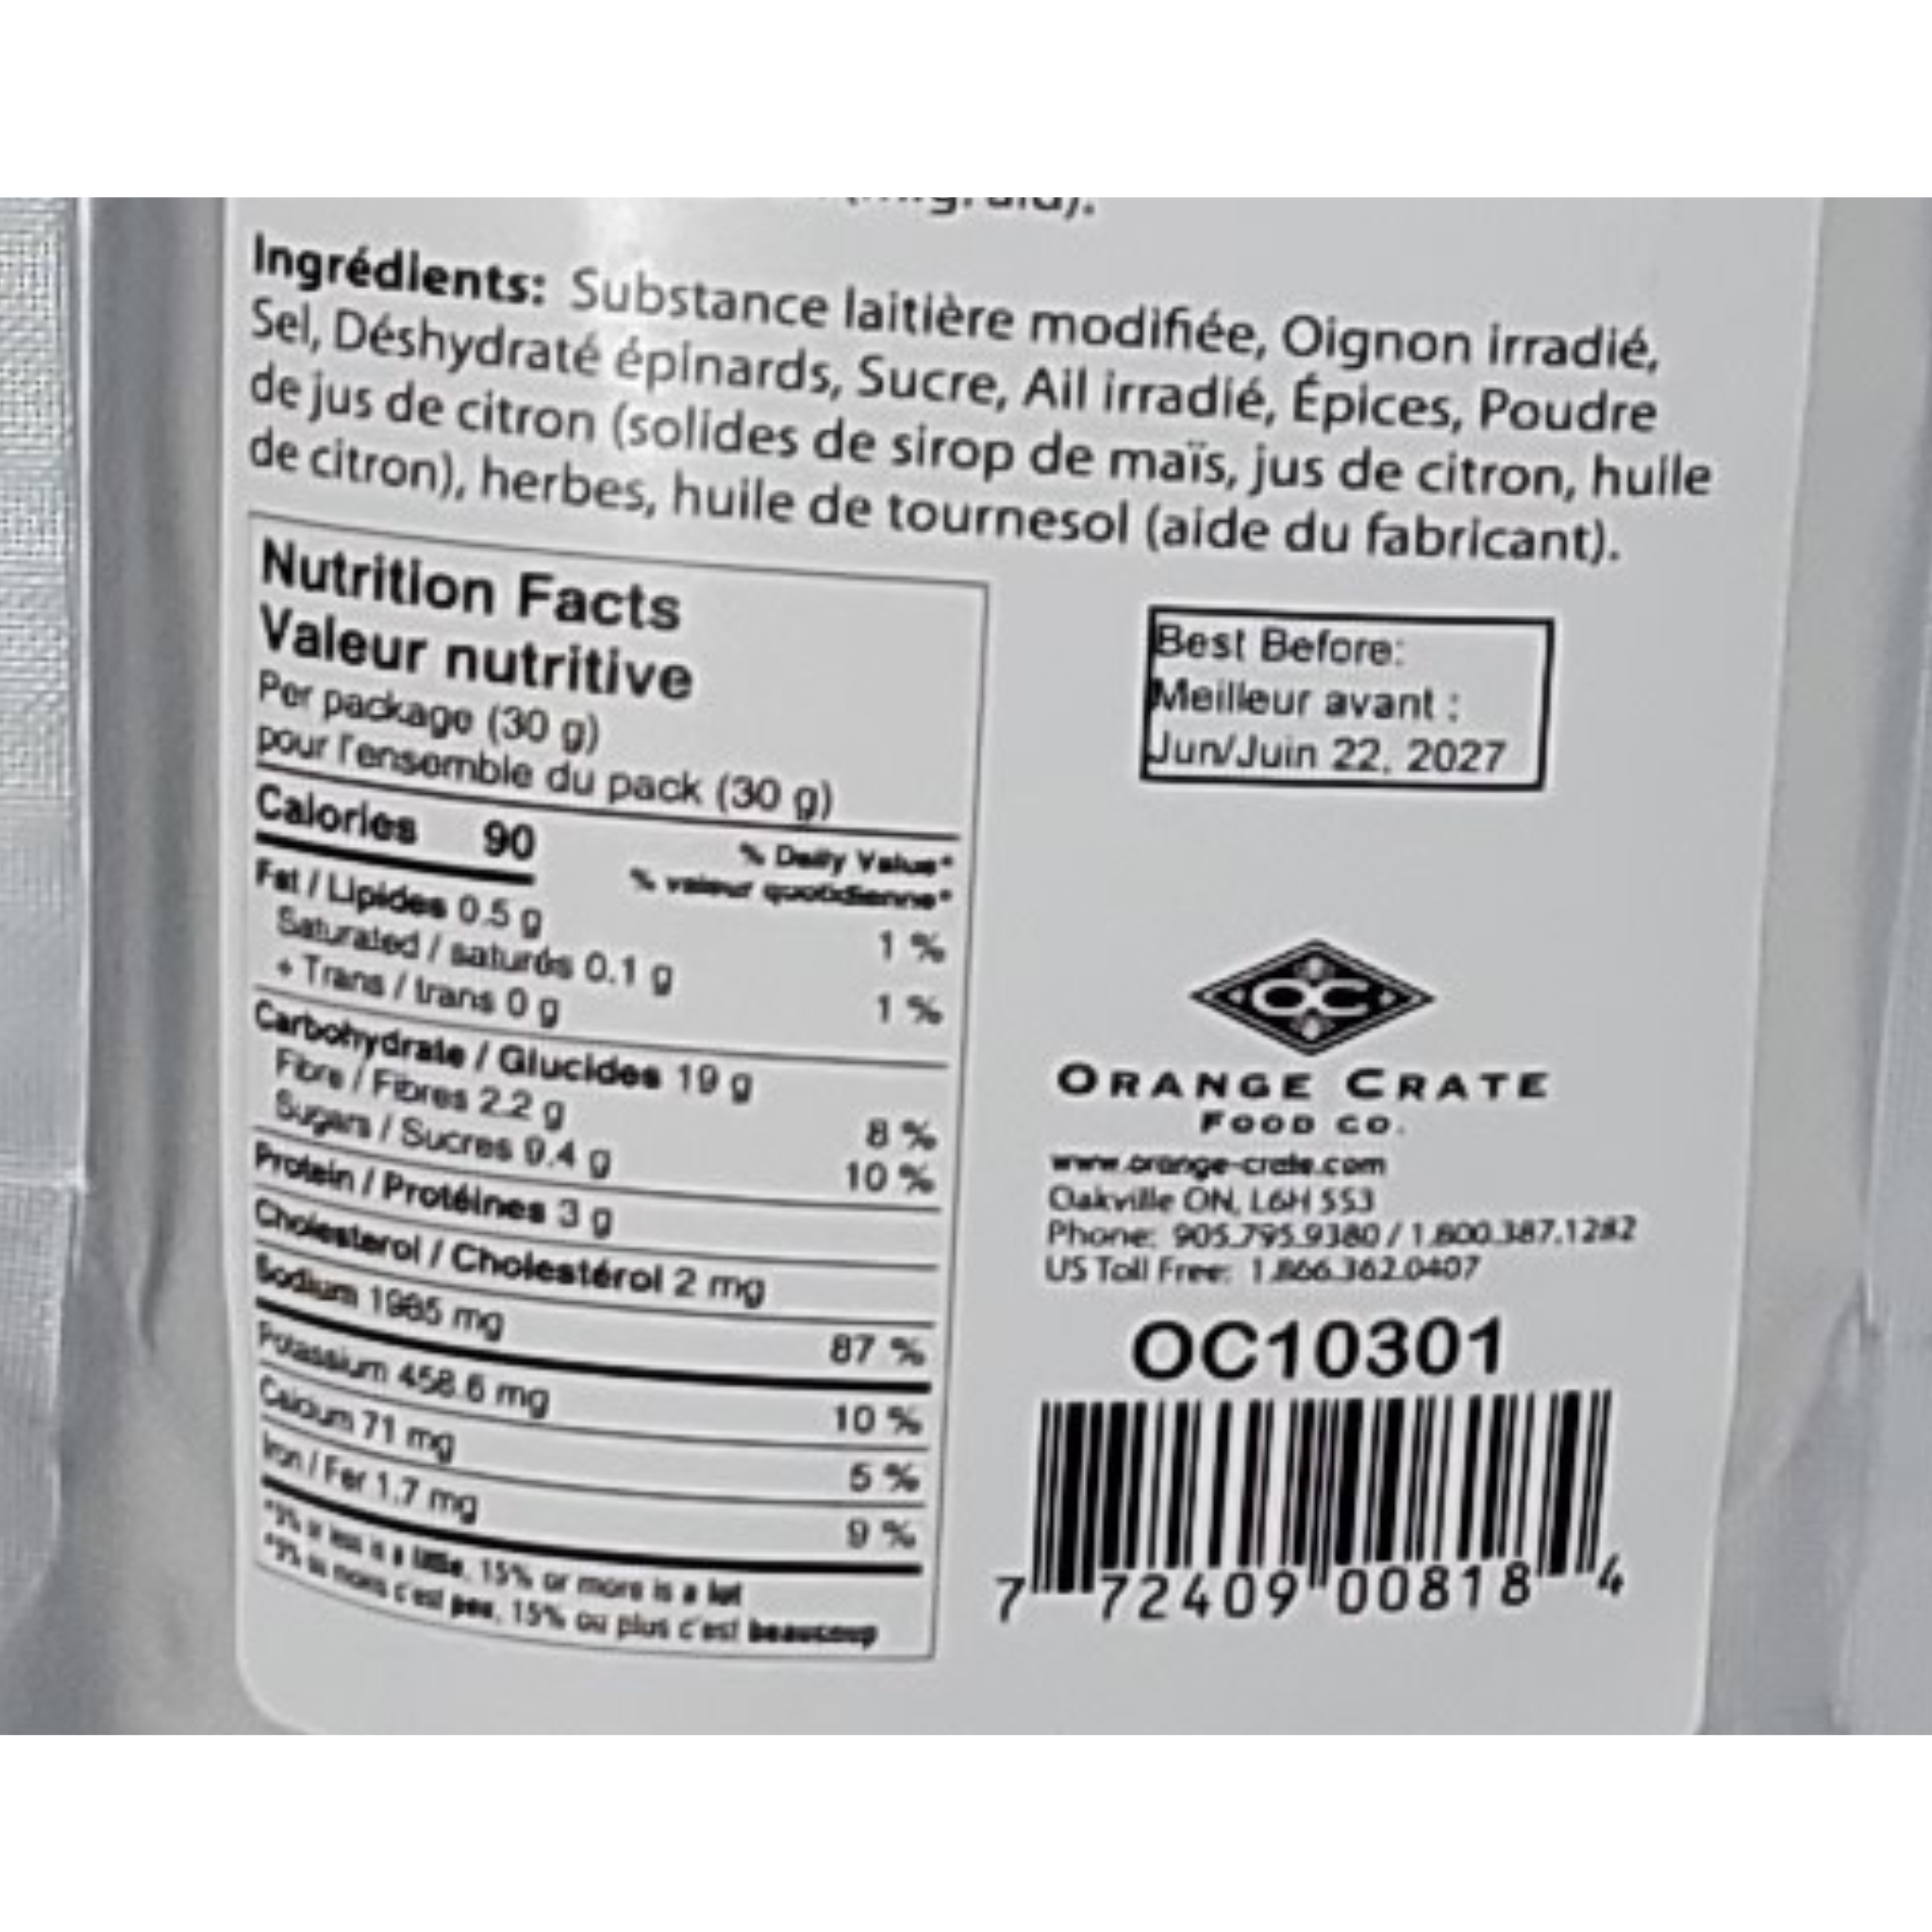 Ingrédients: Substance laitière modifiée, Oignon irradié,
Sel, Déshydraté épinards, Sucre, Ail irradié, Épices, Poudre
de jus de citron (solides de sirop de maïs, jus de citron, huile
de citron), herbes, huile de tournesol (aide du fabricant).
Nutrition Facts
Valeur nutritive
Per package (30 g)
pour l'ensemble du pack (30 g)
Calories 90
% Daily Value*
% valeur quotidienne*
Fat / Lipides 0.5 g 1 %
Saturated / saturés 0.1 g
+ Trans / trans 0 g 1 %
Carbohydrate / Glucides 19 g
Fibre / Fibres 2.2 g 8 %
Sugars / Sucres 9.4 g 10 %
Protein / Protéines 3 g
Cholesterol / Cholestérol 2 mg
Sodium 1985 mg 87 %
Potassium 458.6 mg 10 %
Calcium 71 mg 5 %
Iron / Fer 1.7 mg 9 %
15% or more is a lot
c'est peu, 15% ou plus c'est beaucoup
Best Before:
Meilleur avant :
Jun/Juin 22, 2027
OC
ORANGE CRATE
FOOD CO.
www.orange-crate.com
Oakville ON, L6H 5S3
Phone: 905.795.9380 / 1.800.387.1282
US Toll Free: 1.866.362.0407
OC10301
7 72409 00818 4